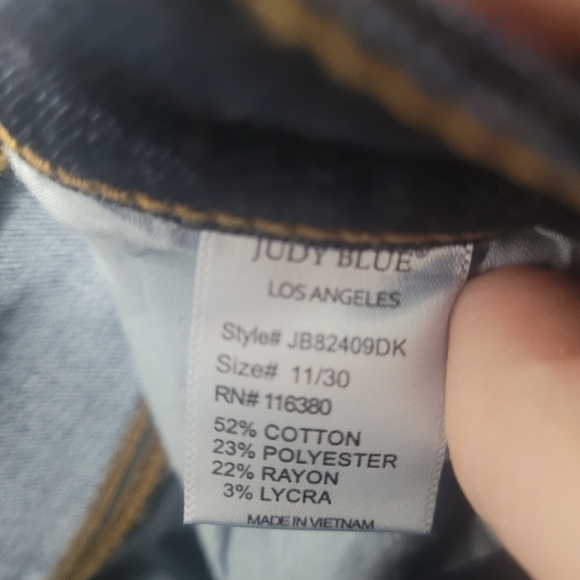 JUDY BLUE®
LOS ANGELES
Style# JB82409DK
Size# 11/30
RN# 116380
52% COTTON
23% POLYESTER
22% RAYON
3% LYCRA
MADE IN VIETNAM